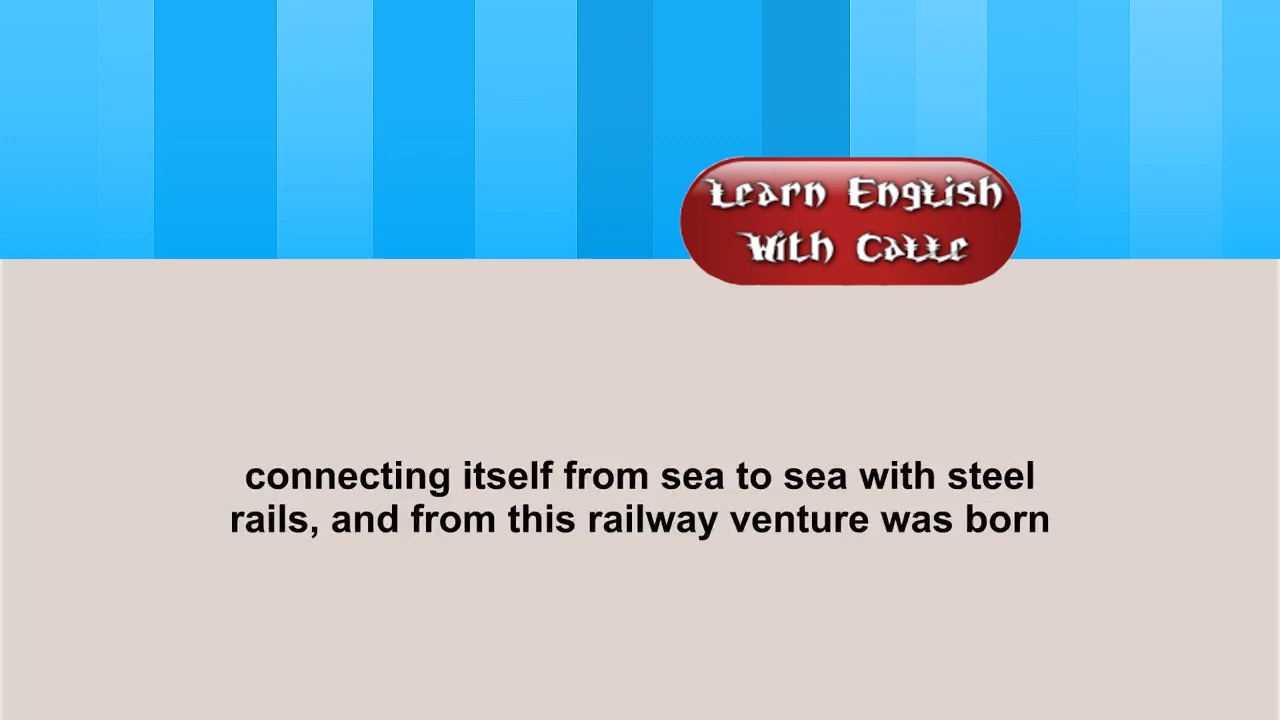 Learn English
With Calle
connecting itself from sea to sea with steel
rails, and from this railway venture was born